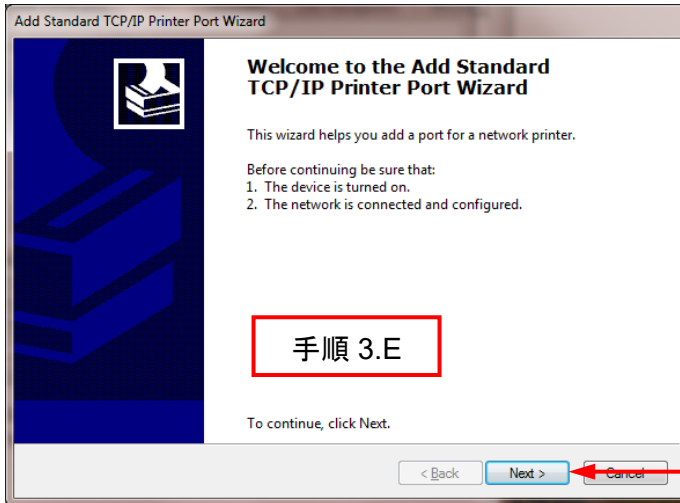 Add Standard TCP/IP Printer Port Wizard
Welcome to the Add Standard
TCP/IP Printer Port Wizard
This wizard helps you add a port for a network printer.
Before continuing be sure that:
1. The device is turned on.
2. The network is connected and configured.
手順 3.E
To continue, click Next.
< Back
Next >
Cancel